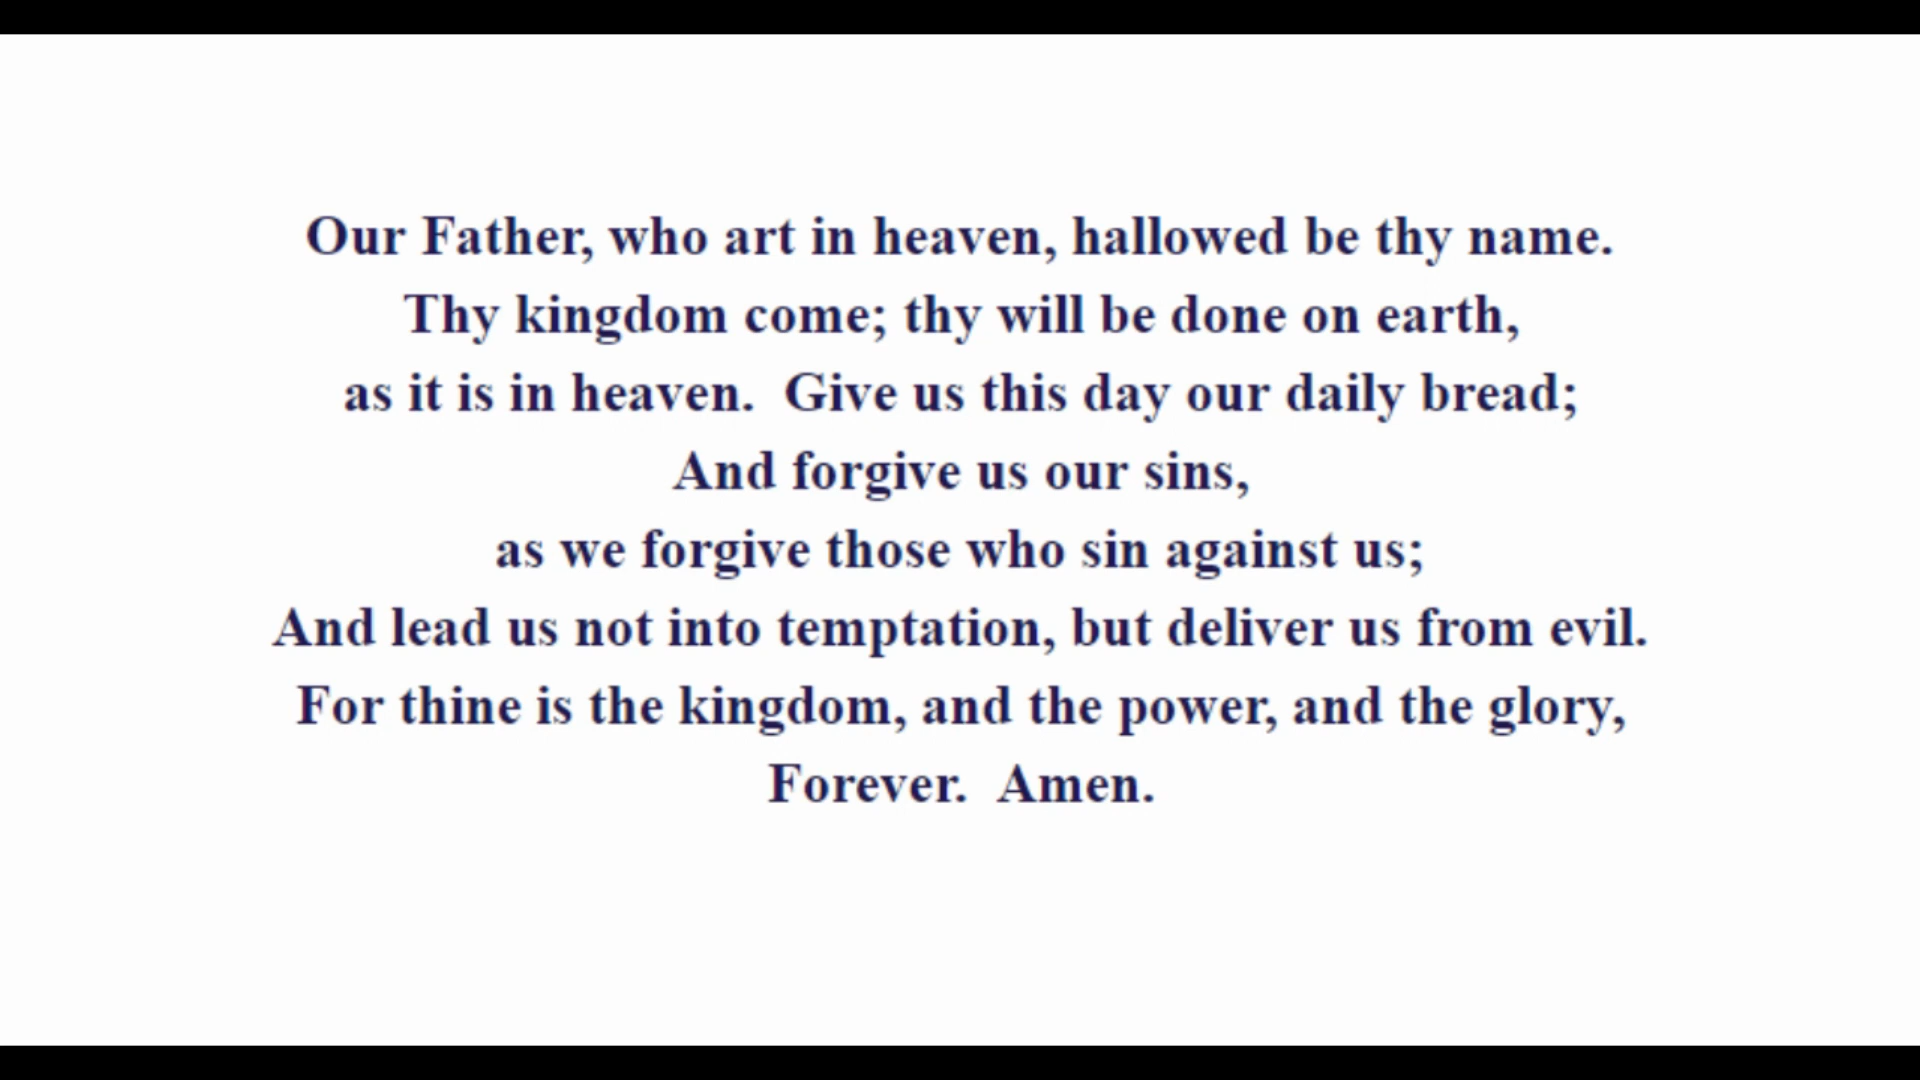 Our Father, who art in heaven, hallowed be thy name.
Thy kingdom come; thy will be done on earth,
as it is in heaven.  Give us this day our daily bread;
And forgive us our sins,
as we forgive those who sin against us;
And lead us not into temptation, but deliver us from evil.
For thine is the kingdom, and the power, and the glory,
Forever.  Amen.